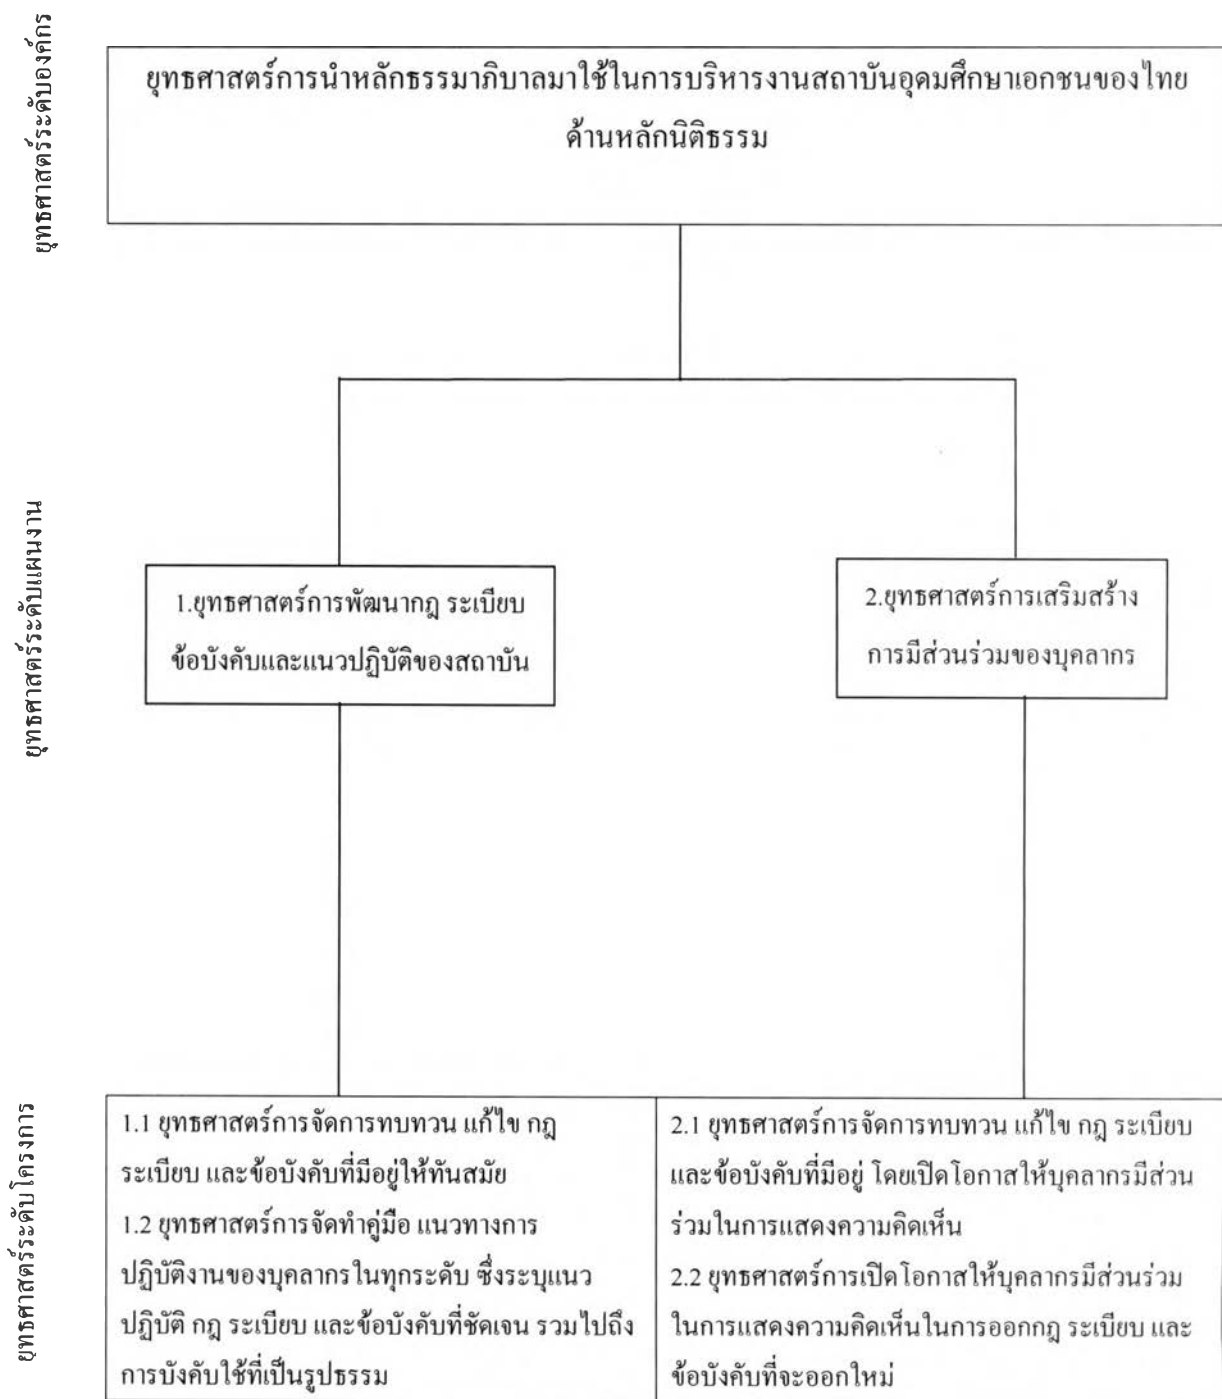 ยุทธศาสตร์ระดับองค์กร
ยุทธศาสตร์การนำหลักธรรมาภิบาลมาใช้ในการบริหารงานสถาบันอุดมศึกษาเอกชนของไทย
ด้านหลักนิติธรรม
ยุทธศาสตร์ระดับแผนงาน
1.ยุทธศาสตร์การพัฒนากฎ ระเบียบ
ข้อบังคับและแนวปฏิบัติของสถาบัน
2.ยุทธศาสตร์การเสริมสร้าง
การมีส่วนร่วมของบุคลากร
ยุทธศาสตร์ระดับโครงการ
1.1 ยุทธศาสตร์การจัดการทบทวน แก้ไข กฎ
ระเบียบ และข้อบังคับที่มีอยู่ให้ทันสมัย
1.2 ยุทธศาสตร์การจัดทำคู่มือ แนวทางการ
ปฏิบัติงานของบุคลากรในทุกระดับ ซึ่งระบุแนว
ปฏิบัติ กฎ ระเบียบ และข้อบังคับที่ชัดเจน รวมไปถึง
การบังคับใช้ที่เป็นรูปธรรม
2.1 ยุทธศาสตร์การจัดการทบทวน แก้ไข กฎ ระเบียบ
และข้อบังคับที่มีอยู่ โดยเปิดโอกาสให้บุคลากรมีส่วน
ร่วมในการแสดงความคิดเห็น
2.2 ยุทธศาสตร์การเปิดโอกาสให้บุคลากรมีส่วนร่วม
ในการแสดงความคิดเห็นในการออกกฎ ระเบียบ และ
ข้อบังคับที่จะออกใหม่